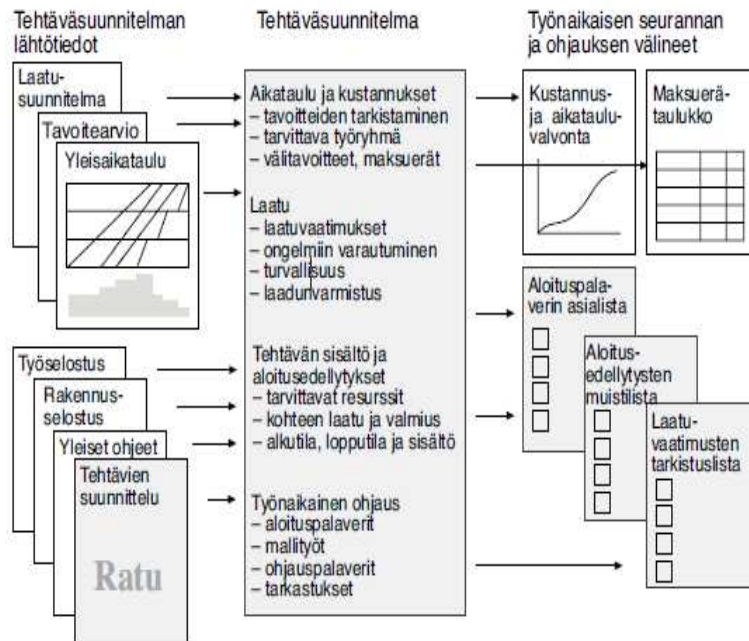 Tehtäväsuunnitelman
lähtötiedot
Laatu-
suunnitelma
Tavoitearvio
Yleisaikataulu
Työselostus
Rakennus-
selostus
Yleiset ohjeet
Tehtävien
suunnittelu
Ratu
Tehtäväsuunnitelma
Aikataulu ja kustannukset
– tavoitteiden tarkistaminen
– tarvittava työryhmä
– välitavoitteet, maksuerät
Laatu
– laatuvaatimukset
– ongelmiin varautuminen
– turvallisuus
– laadunvarmistus
Tehtävän sisältö ja
aloitusedellytykset
– tarvittavat resurssit
– kohteen laatu ja valmius
– alkutila, lopputila ja sisältö
Työnaikainen ohjaus
– aloituspalaverit
– mallityöt
– ohjauspalaverit
– tarkastukset
Työnaikaisen seurannan
ja ohjauksen välineet
Kustannus-
ja aikataulu-
valvonta
Maksuerä-
taulukko
Aloituspala-
verin asialista
Aloitus-
edellytysten
muistilista
Laatu-
vaatimusten
tarkistuslista